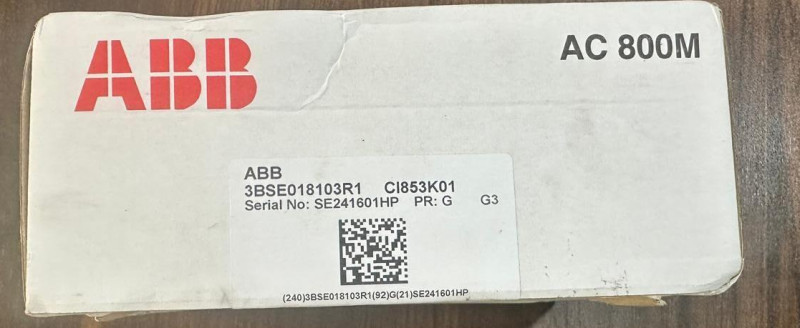 ABB
AC 800M
ABB
3BSE018103R1 CI853K01
Serial No: SE241601HP PR: G G3
(240)3BSE018103R1(92)G(21)SE241601HP